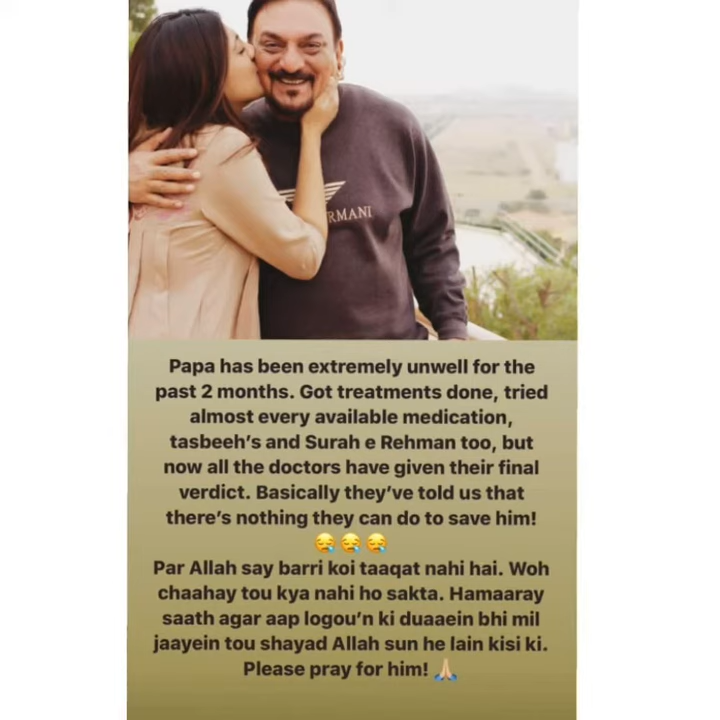 RMANI
Papa has been extremely unwell for the
past 2 months. Got treatments done, tried
almost every available medication,
tasbeeh's and Surah e Rehman too, but
now all the doctors have given their final
verdict. Basically they've told us that
there's nothing they can do to save him!
😪😪😪
Par Allah say barri koi taaqat nahi hai. Woh
chaahay tou kya nahi ho sakta. Hamaaray
saath agar aap logou'n ki duaaein bhi mil
jaayein tou shayad Allah sun he lain kisi ki.
Please pray for him! 🙏🏻